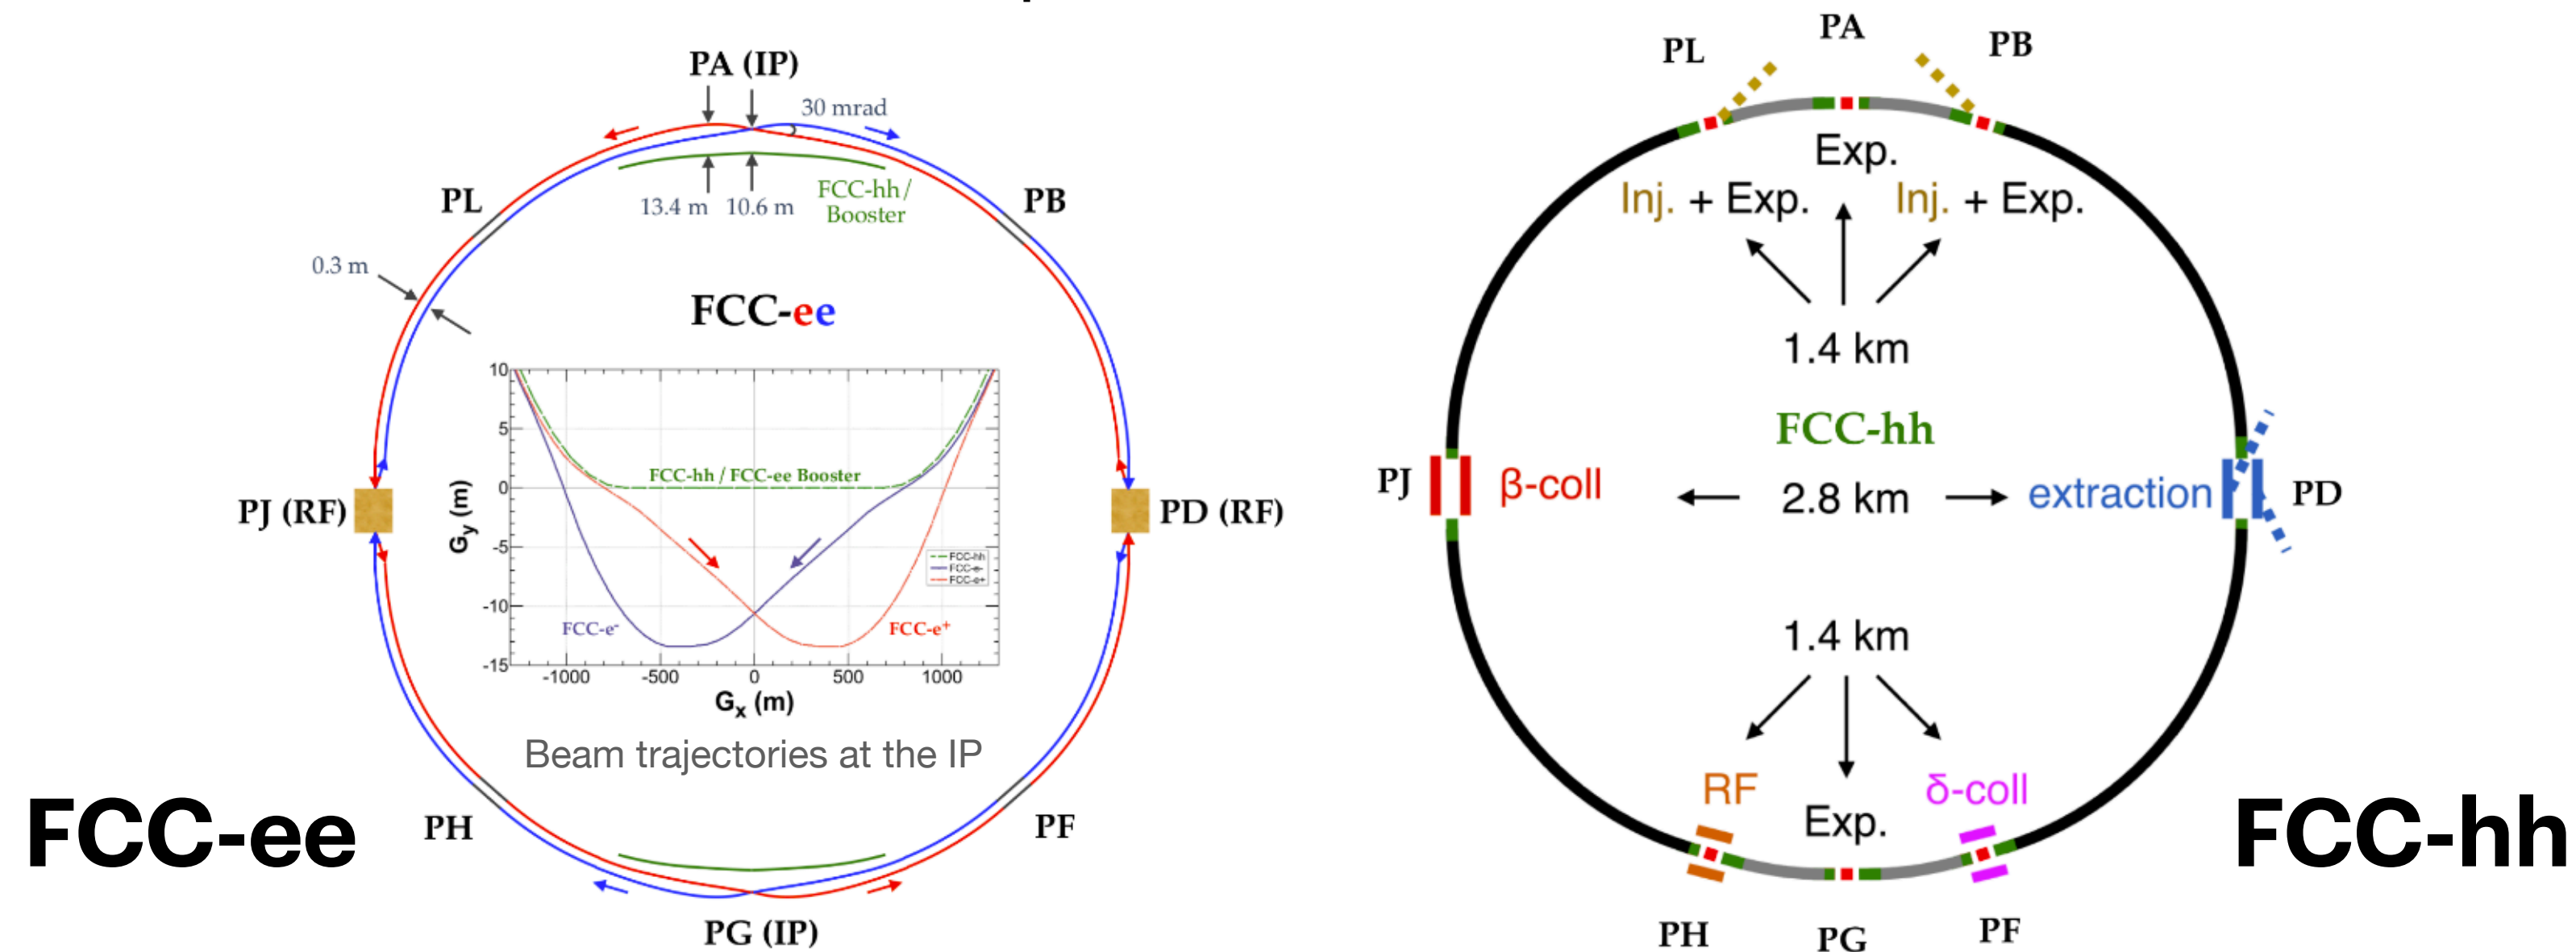 PA (IP)
30 mrad
13.4 m 10.6 m
FCC-hh /
Booster
PL
PB
0.3 m
FCC-ee
10
5
0
-5
-10
-15
-1000
-500
0
500
1000
Gy (m)
Gx (m)
FCC-hh / FCC-ee Booster
FCC-hh
FCC-e-
FCC-e+
FCC-e-
FCC-e+
Beam trajectories at the IP
PJ (RF)
PD (RF)
PH
PF
PG (IP)
FCC-ee
PL
PA
PB
Exp.
Inj. + Exp.
Inj. + Exp.
1.4 km
FCC-hh
PJ
β-coll
2.8 km
extraction
PD
1.4 km
RF
Exp.
δ-coll
PH
PG
PF
FCC-hh